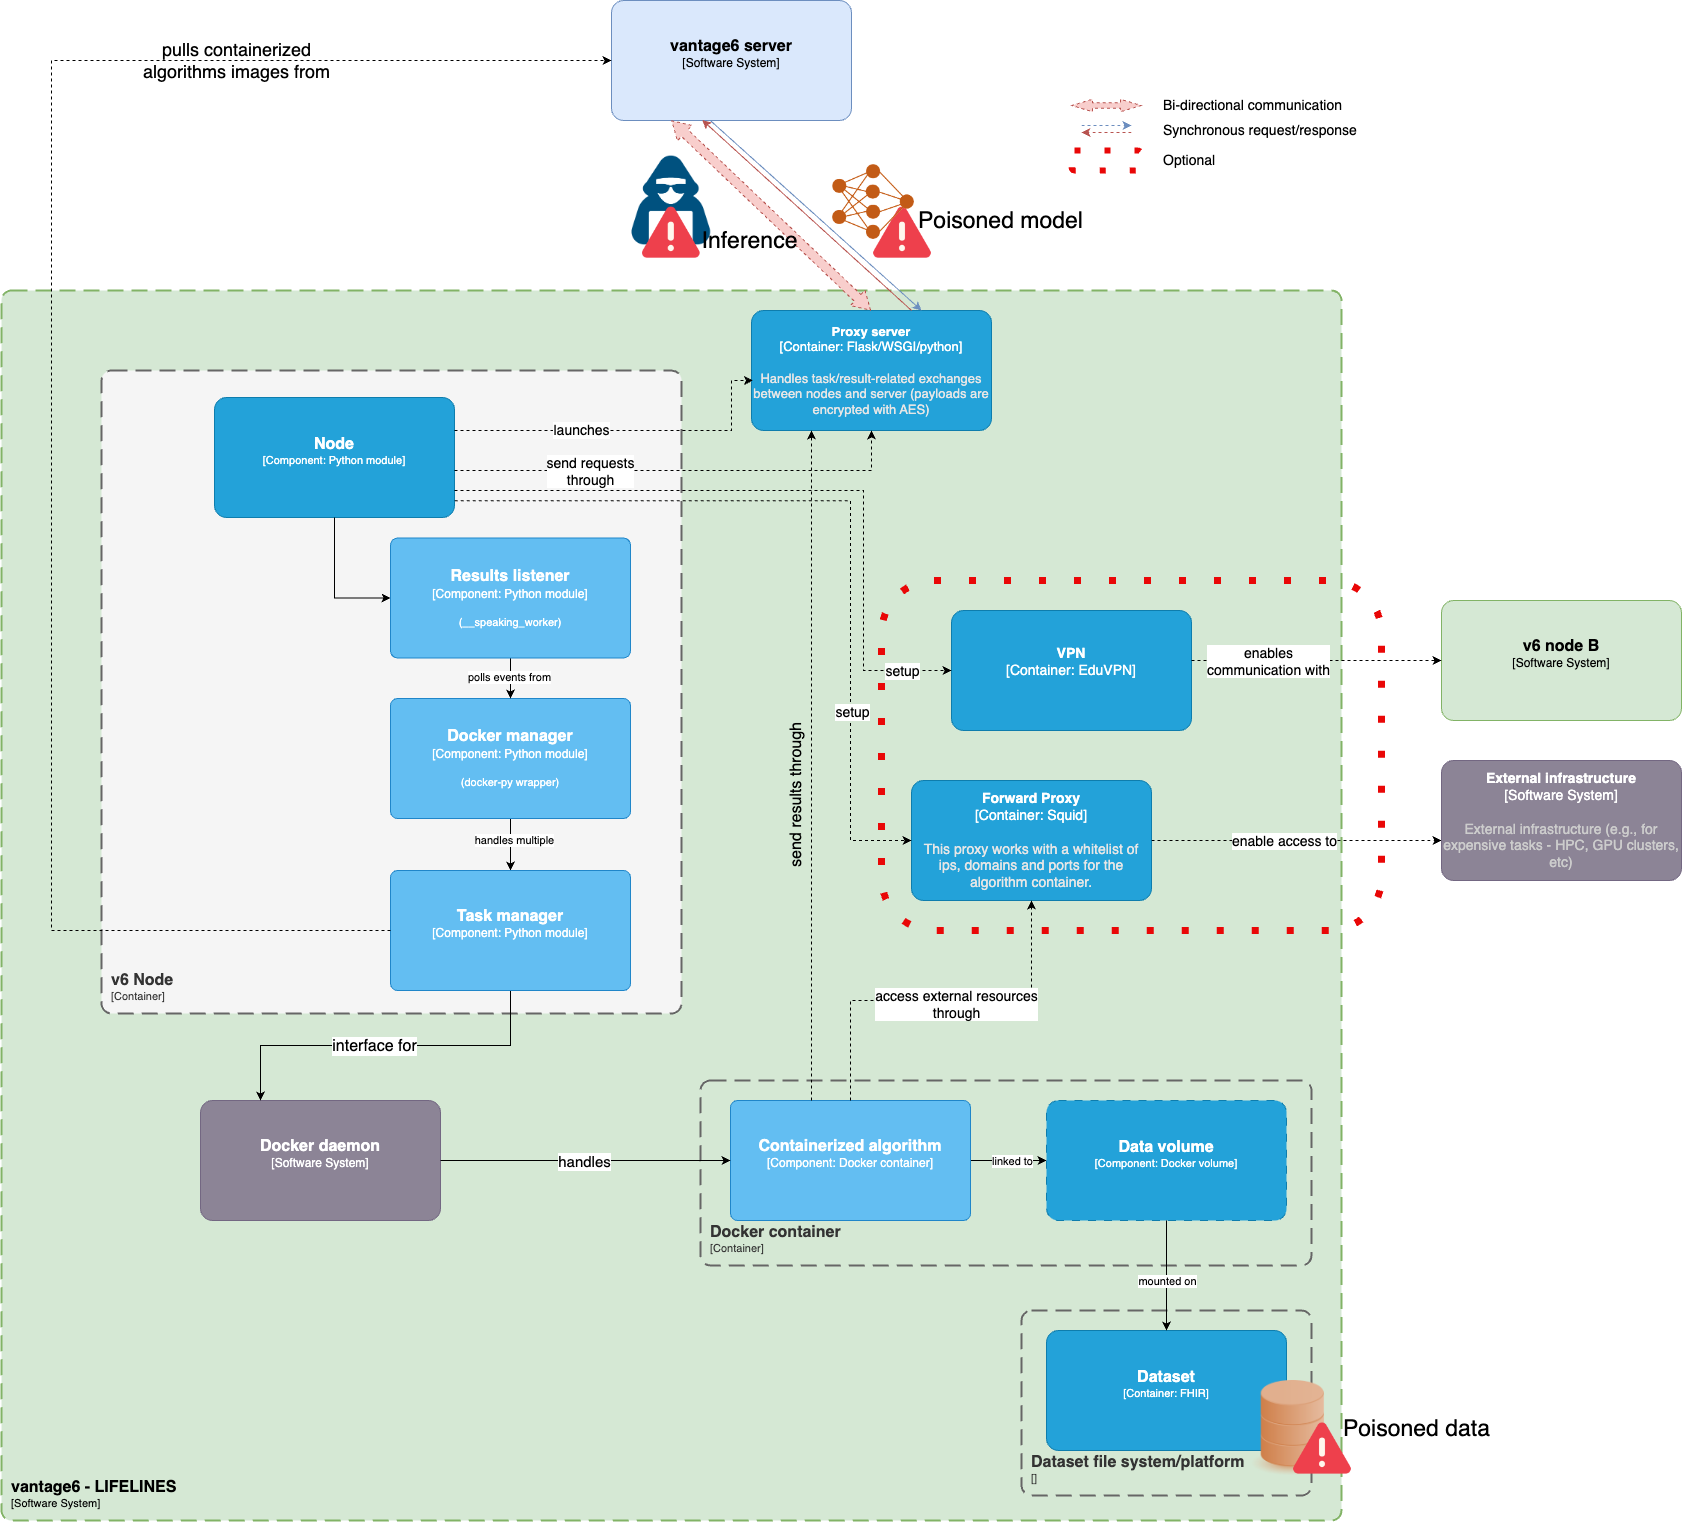 vantage6 server
[Software System]
pulls containerized
algorithms images from
Bi-directional communication
Synchronous request/response
Optional
Inference
Poisoned model
Proxy server
[Container: Flask/WSGI/python]
Handles task/result-related exchanges
between nodes and server (payloads are
encrypted with AES)
Node
[Component: Python module]
launches
send requests
through
Results listener
[Component: Python module]
(__speaking_worker)
polls events from
Docker manager
[Component: Python module]
(docker-py wrapper)
handles multiple
Task manager
[Component: Python module]
v6 Node
[Container]
setup
setup
VPN
[Container: EduVPN]
enables
communication with
v6 node B
[Software System]
Forward Proxy
[Container: Squid]
This proxy works with a whitelist of
ips, domains and ports for the
algorithm container.
enable access to
External infrastructure
[Software System]
External infrastructure (e.g., for
expensive tasks - HPC, GPU clusters,
etc)
send results through
access external resources
through
interface for
Docker daemon
[Software System]
handles
Containerized algorithm
[Component: Docker container]
linked to
Data volume
[Component: Docker volume]
Docker container
[Container]
mounted on
Dataset
[Container: FHIR]
Poisoned data
Dataset file system/platform
[]
vantage6 - LIFELINES
[Software System]